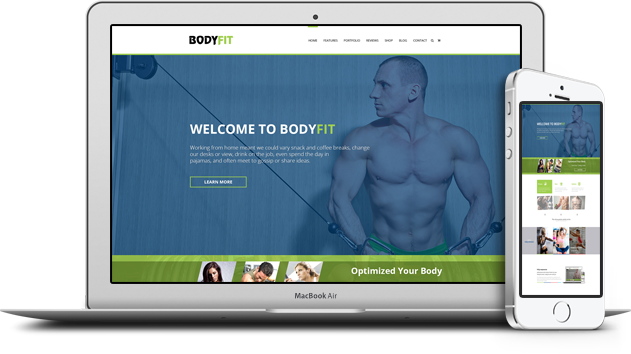 BODYFIT
HOME FEATURES PORTFOLIO REVIEWS SHOP BLOG CONTACT
WELCOME TO BODYFIT
Working from home meant we could vary snack and coffee breaks, change
our desks or view, drink on the job, even spend the day in
pajamas, and often meet to gossip or share ideas.
LEARN MORE
Optimized Your Body
MacBook Air